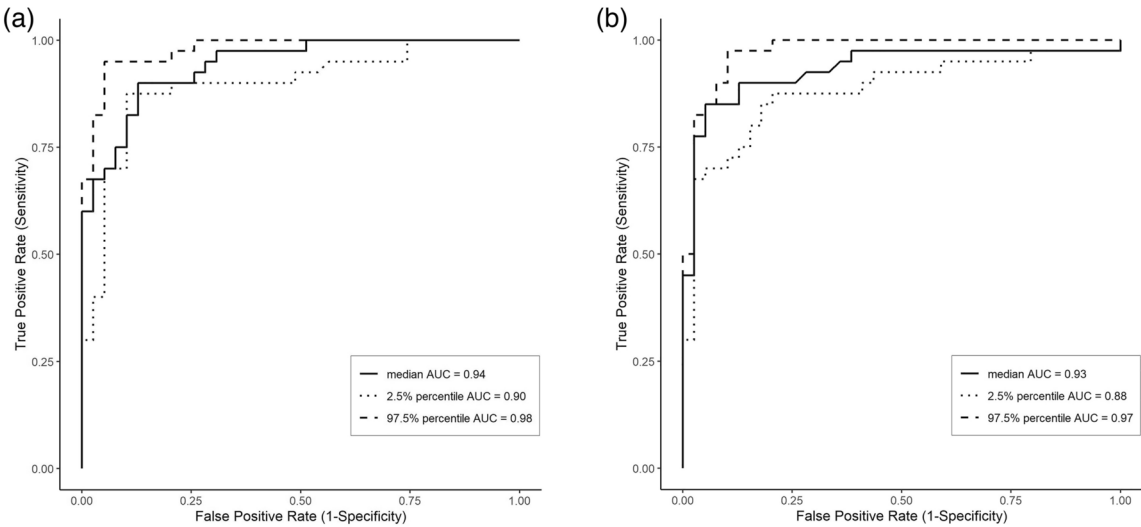 (a)
True Positive Rate (Sensitivity)
1.00
0.75
0.50
0.25
0.00
median AUC = 0.94
2.5% percentile AUC = 0.90
97.5% percentile AUC = 0.98
0.00 0.25 0.50 0.75 1.00
False Positive Rate (1-Specificity)
(b)
True Positive Rate (Sensitivity)
1.00
0.75
0.50
0.25
0.00
median AUC = 0.93
2.5% percentile AUC = 0.88
97.5% percentile AUC = 0.97
0.00 0.25 0.50 0.75 1.00
False Positive Rate (1-Specificity)